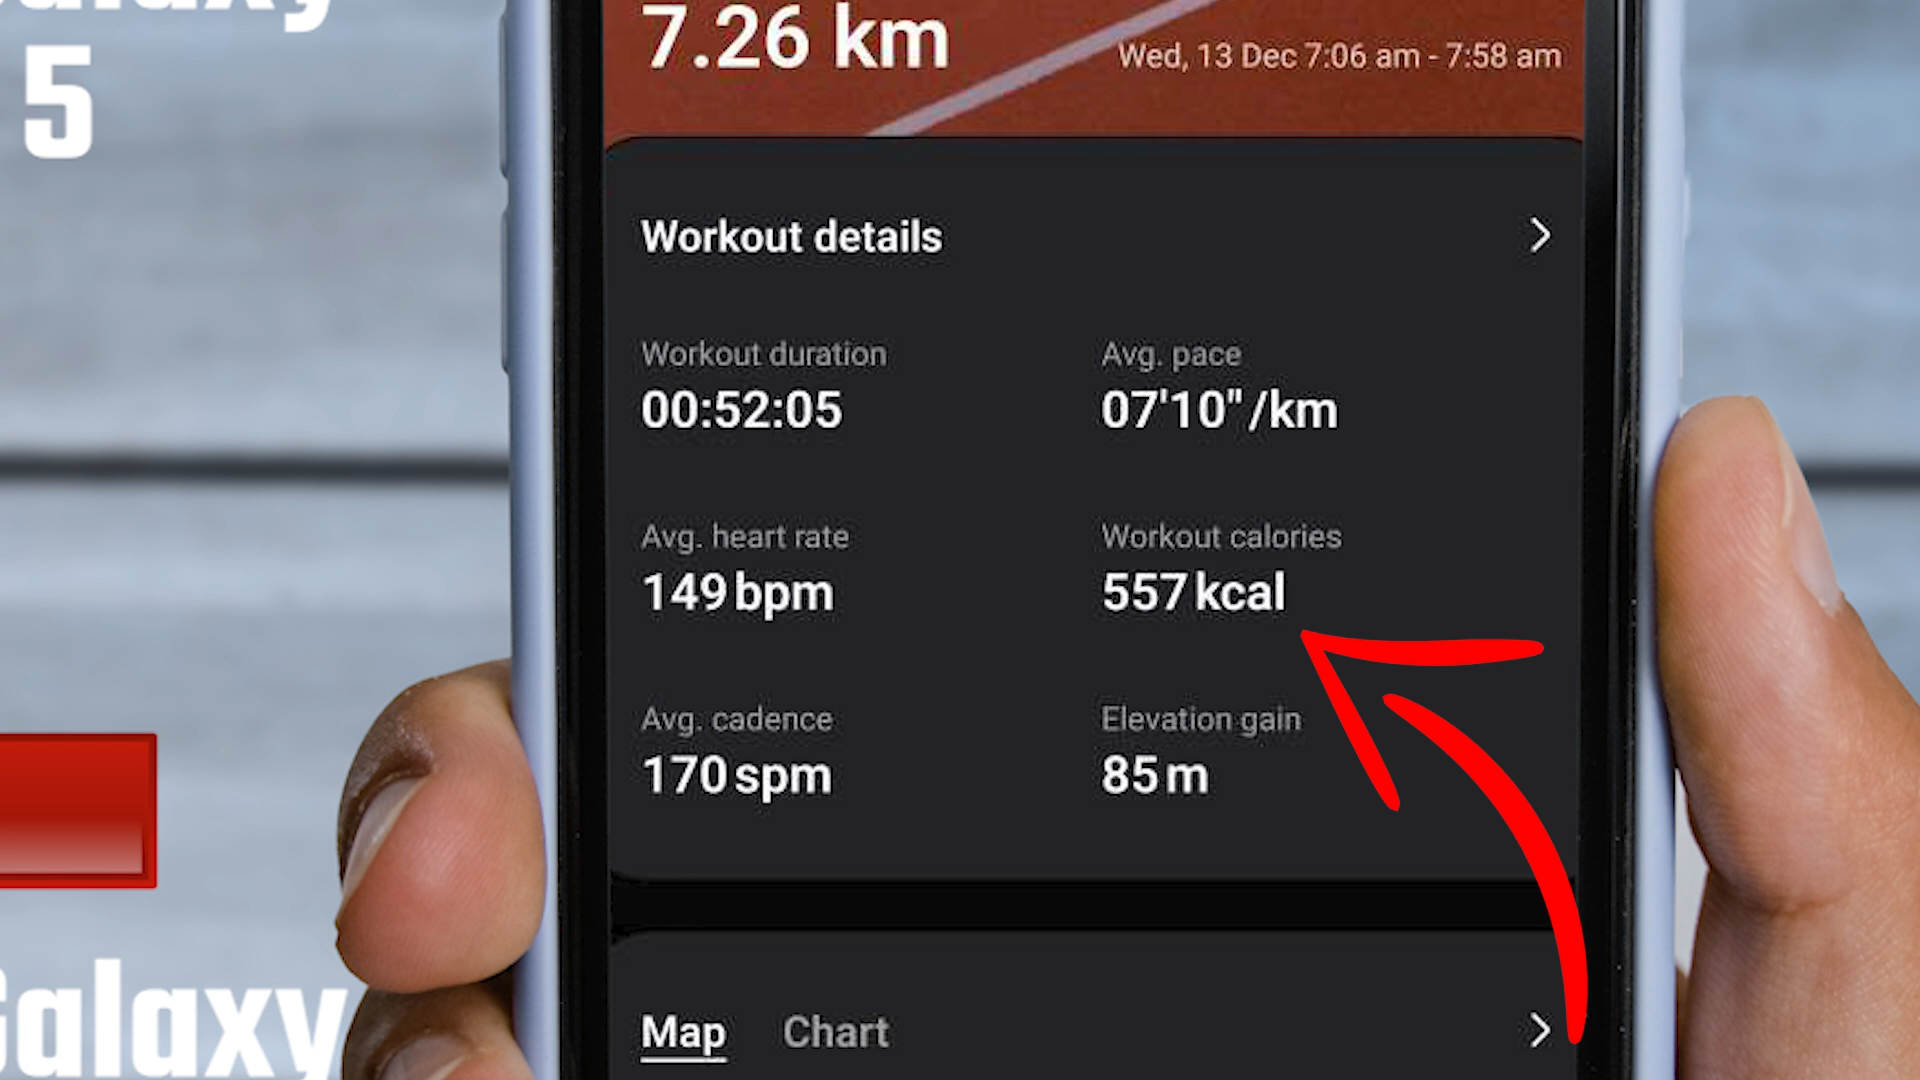 5
7.26 km
Wed, 13 Dec 7:06 am - 7:58 am
Workout details
Workout duration
Avg. pace
00:52:05
07'10"/km
Avg. heart rate
Workout calories
149 bpm
557 kcal
Avg. cadence
Elevation gain
170 spm
85 m
Galaxy
Map
Chart